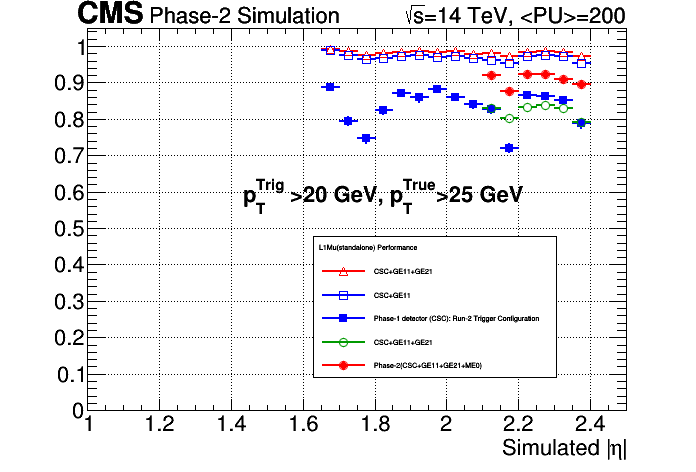 CMS Phase-2 Simulation √s=14 TeV, <PU>=200
1
0.9
0.8
0.7
0.6
0.5
0.4
0.3
0.2
0.1
0
p_T^Trig >20 GeV, p_T^True>25 GeV
L1Mu(standalone) Performance
CSC+GE11+GE21
CSC+GE11
Phase-1 detector (CSC): Run-2 Trigger Configuration
CSC+GE11+GE21
Phase-2(CSC+GE11+GE21+ME0)
1 1.2 1.4 1.6 1.8 2 2.2 2.4
Simulated |η|